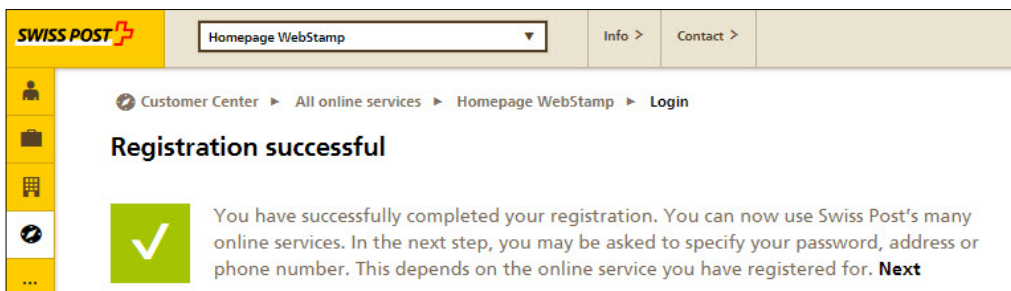 SWISS POST
Homepage WebStamp ▼
Info >
Contact >
Customer Center ► All online services ► Homepage WebStamp ► Login
Registration successful
You have successfully completed your registration. You can now use Swiss Post's many
online services. In the next step, you may be asked to specify your password, address or
phone number. This depends on the online service you have registered for. Next
...